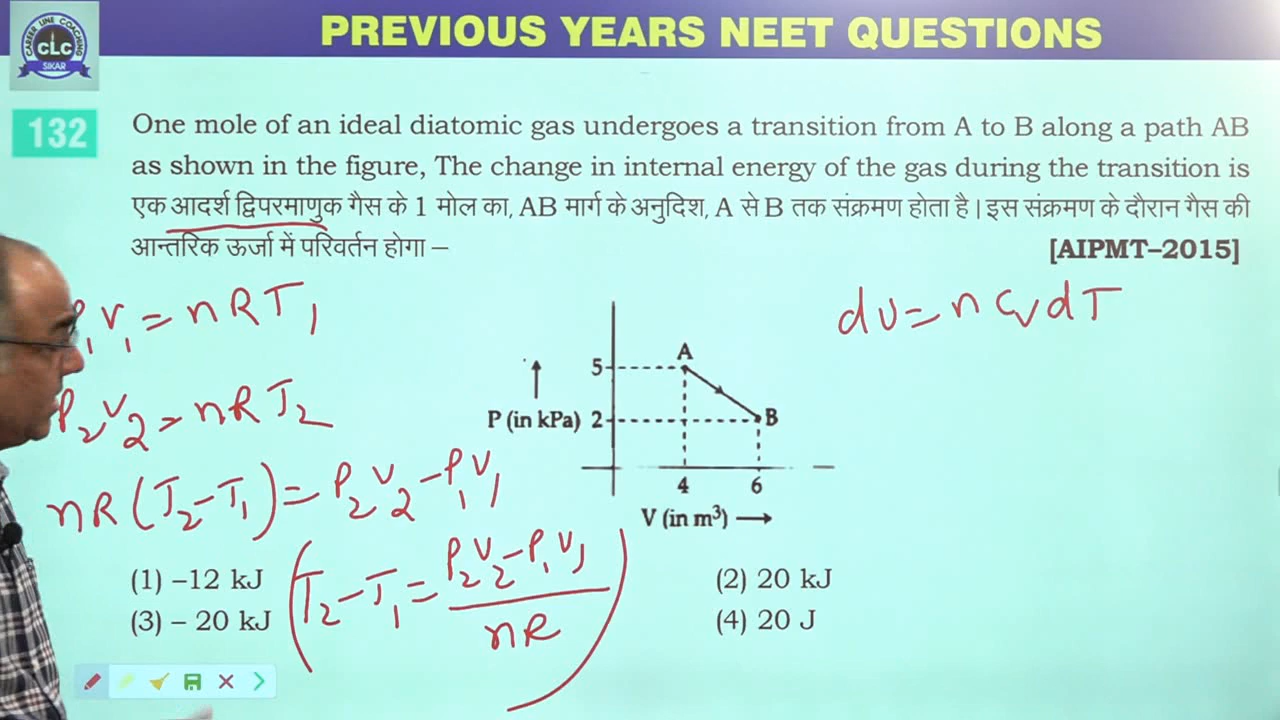 PREVIOUS YEARS NEET QUESTIONS
CAREER LINE COACHING
CLC
SIKAR
132
One mole of an ideal diatomic gas undergoes a transition from A to B along a path AB
as shown in the figure, The change in internal energy of the gas during the transition is
एक आदर्श द्विपरमाणुक गैस के 1 मोल का, AB मार्ग के अनुदिश, A से B तक संक्रमण होता है। इस संक्रमण के दौरान गैस की
आन्तरिक ऊर्जा में परिवर्तन होगा –
[AIPMT–2015]
P₁V₁ = nRT₁
dU = nCᵥdT
P₂V₂ = nRT₂
nR(T₂–T₁) = P₂V₂–P₁V₁
(T₂–T₁ = P₂V₂–P₁V₁ / nR)
A
5
P (in kPa) 2
B
4 6
V (in m³)
(1) –12 kJ
(2) 20 kJ
(3) – 20 kJ
(4) 20 J